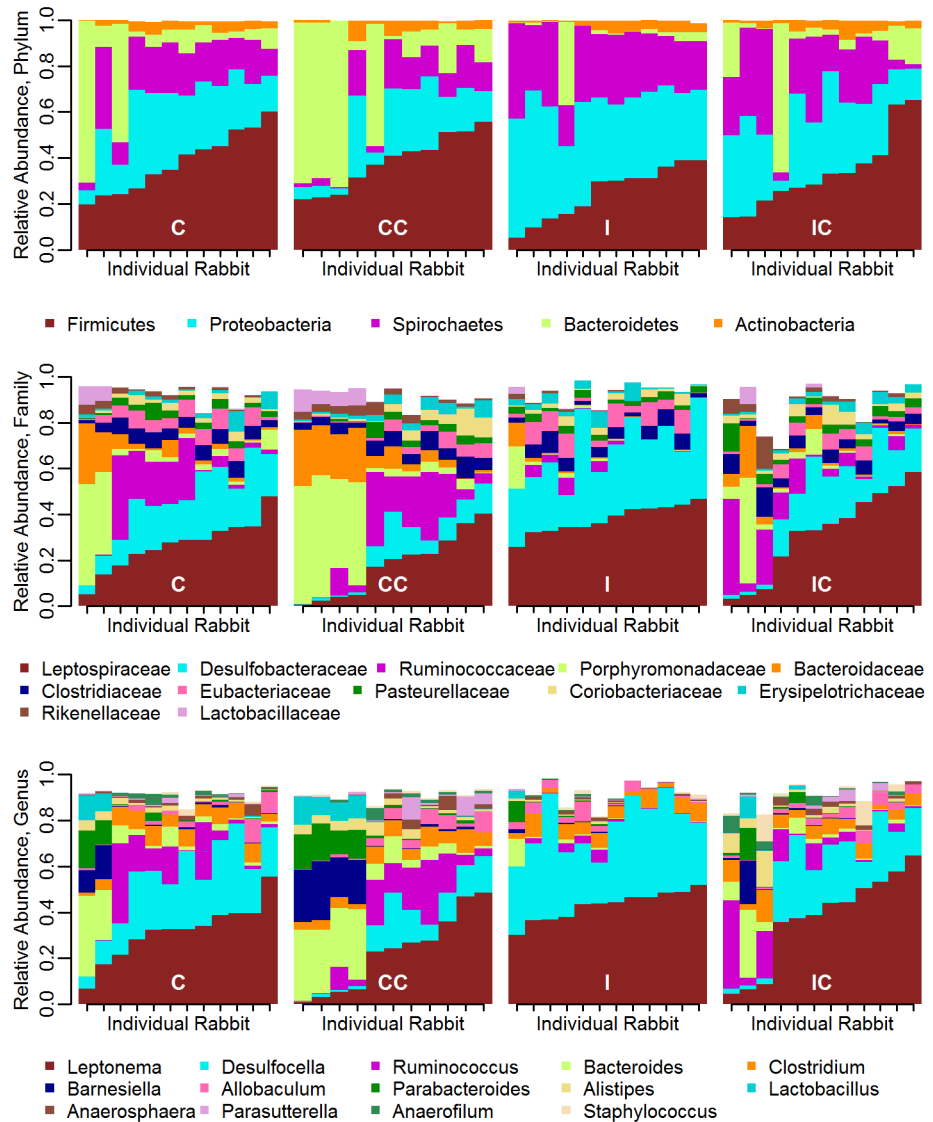 Relative Abundance, Phylum
1.0
0.8
0.6
0.4
0.2
0.0
C CC I IC
Individual Rabbit Individual Rabbit Individual Rabbit Individual Rabbit
Firmicutes Proteobacteria Spirochaetes Bacteroidetes Actinobacteria
Relative Abundance, Family
1.0
0.8
0.6
0.4
0.2
0.0
C CC I IC
Individual Rabbit Individual Rabbit Individual Rabbit Individual Rabbit
Leptospiraceae Desulfobacteraceae Ruminococcaceae Porphyromonadaceae Bacteroidaceae
Clostridiaceae Eubacteriaceae Pasteurellaceae Coriobacteriaceae Erysipelotrichaceae
Rikenellaceae Lactobacillaceae
Relative Abundance, Genus
1.0
0.8
0.6
0.4
0.2
0.0
C CC I IC
Individual Rabbit Individual Rabbit Individual Rabbit Individual Rabbit
Leptonema Desulfocella Ruminococcus Bacteroides Clostridium
Barnesiella Allobaculum Parabacteroides Alistipes Lactobacillus
Anaerosphaera Parasutterella Anaerofilum Staphylococcus